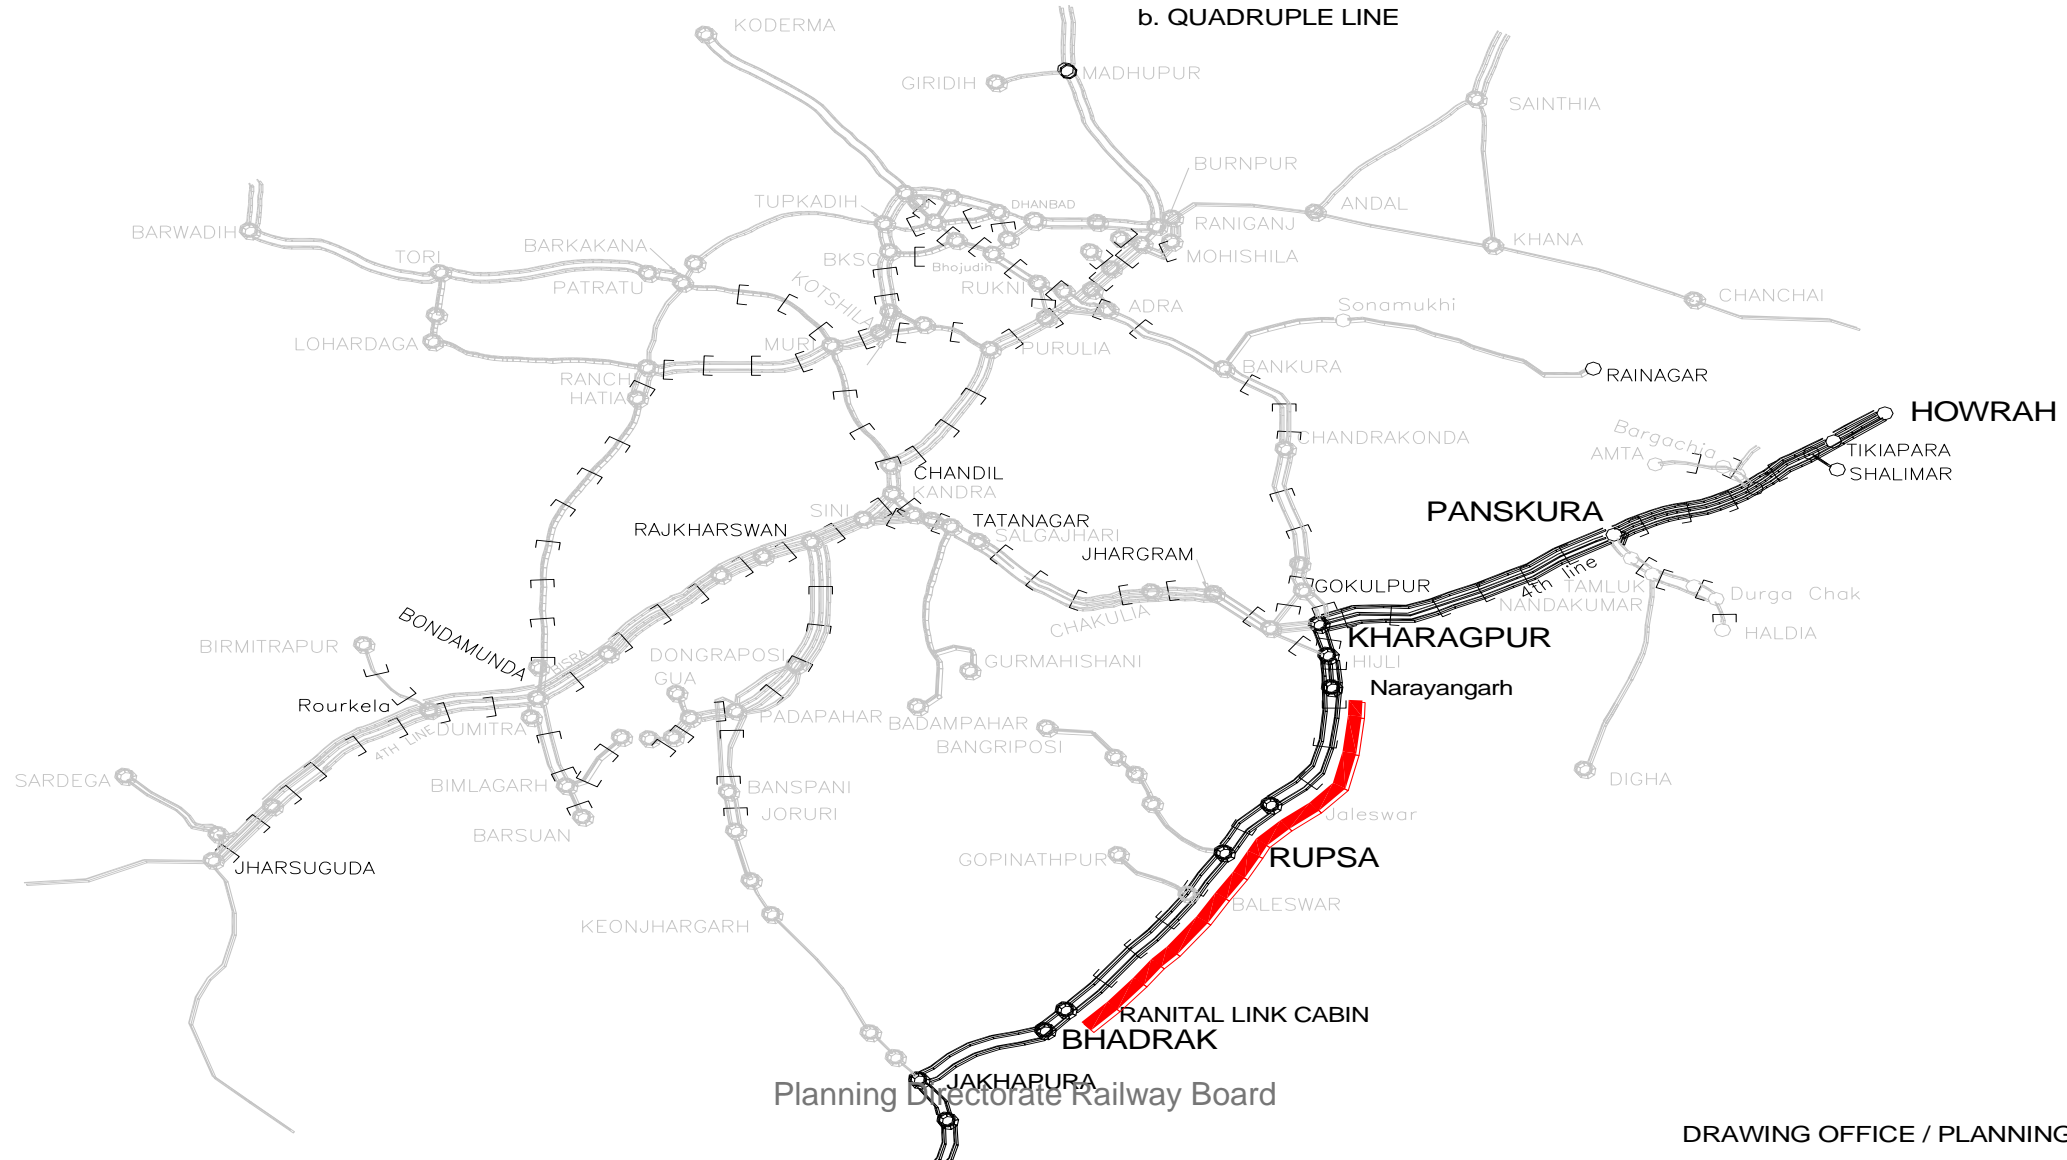 b. QUADRUPLE LINE
KODERMA
GIRIDIH
MADHUPUR
SAINTHIA
BURNPUR
TUPKADIH
DHANBAD
RANIGANJ
ANDAL
BARWADIH
TORI
BARKAKANA
BKSC
Bhojudih
MOHISHILA
KHANA
PATRATU
KOTSHILA
RUKNI
ADRA
Sonamukhi
CHANCHAI
LOHARDAGA
MURI
PURULIA
RANCHI
HATIA
BANKURA
RAINAGAR
HOWRAH
CHANDRAKONDA
Bargachia
AMTA
TIKIAPARA
SHALIMAR
CHANDIL
KANDRA
SINI
PANSKURA
RAJKHARSWAN
TATANAGAR
SALGAJHARI
JHARGRAM
GOKULPUR
4th line
TAMLUK
NANDAKUMAR
Durga Chak
CHAKULIA
KHARAGPUR
HALDIA
BONDAMUNDA
BISRA
BIRMITRAPUR
DONGRAPOSI
GUA
GURMAHISHANI
HIJLI
Narayangarh
Rourkela
DUMITRA
4TH LINE
PADAPAHAR
BADAMPAHAR
BANGRIPOSI
SARDEGA
BIMLAGARH
BANSPANI
JORURI
DIGHA
BARSUAN
Jaleswar
JHARSUGUDA
GOPINATHPUR
RUPSA
BALESWAR
KEONJHARGARH
RANITAL LINK CABIN
BHADRAK
JAKHAPURA
Planning Directorate Railway Board
DRAWING OFFICE / PLANNING